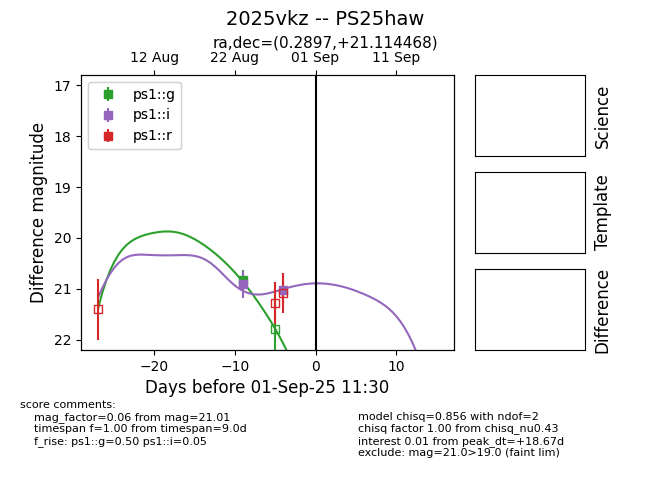 2025vkz -- PS25haw
ra,dec=(0.2897,+21.114468)
12 Aug 22 Aug 01 Sep 11 Sep
ps1::g
ps1::i
ps1::r
17
18
19
20
21
22
Difference magnitude
−20 −10 0 10
Days before 01-Sep-25 11:30
Science
Template
Difference
score comments:
mag_factor=0.06 from mag=21.01
timespan f=1.00 from timespan=9.0d
f_rise: ps1::g=0.50 ps1::i=0.05
model chisq=0.856 with ndof=2
chisq factor 1.00 from chisq_nu0.43
interest 0.01 from peak_dt=+18.67d
exclude: mag=21.0>19.0 (faint lim)